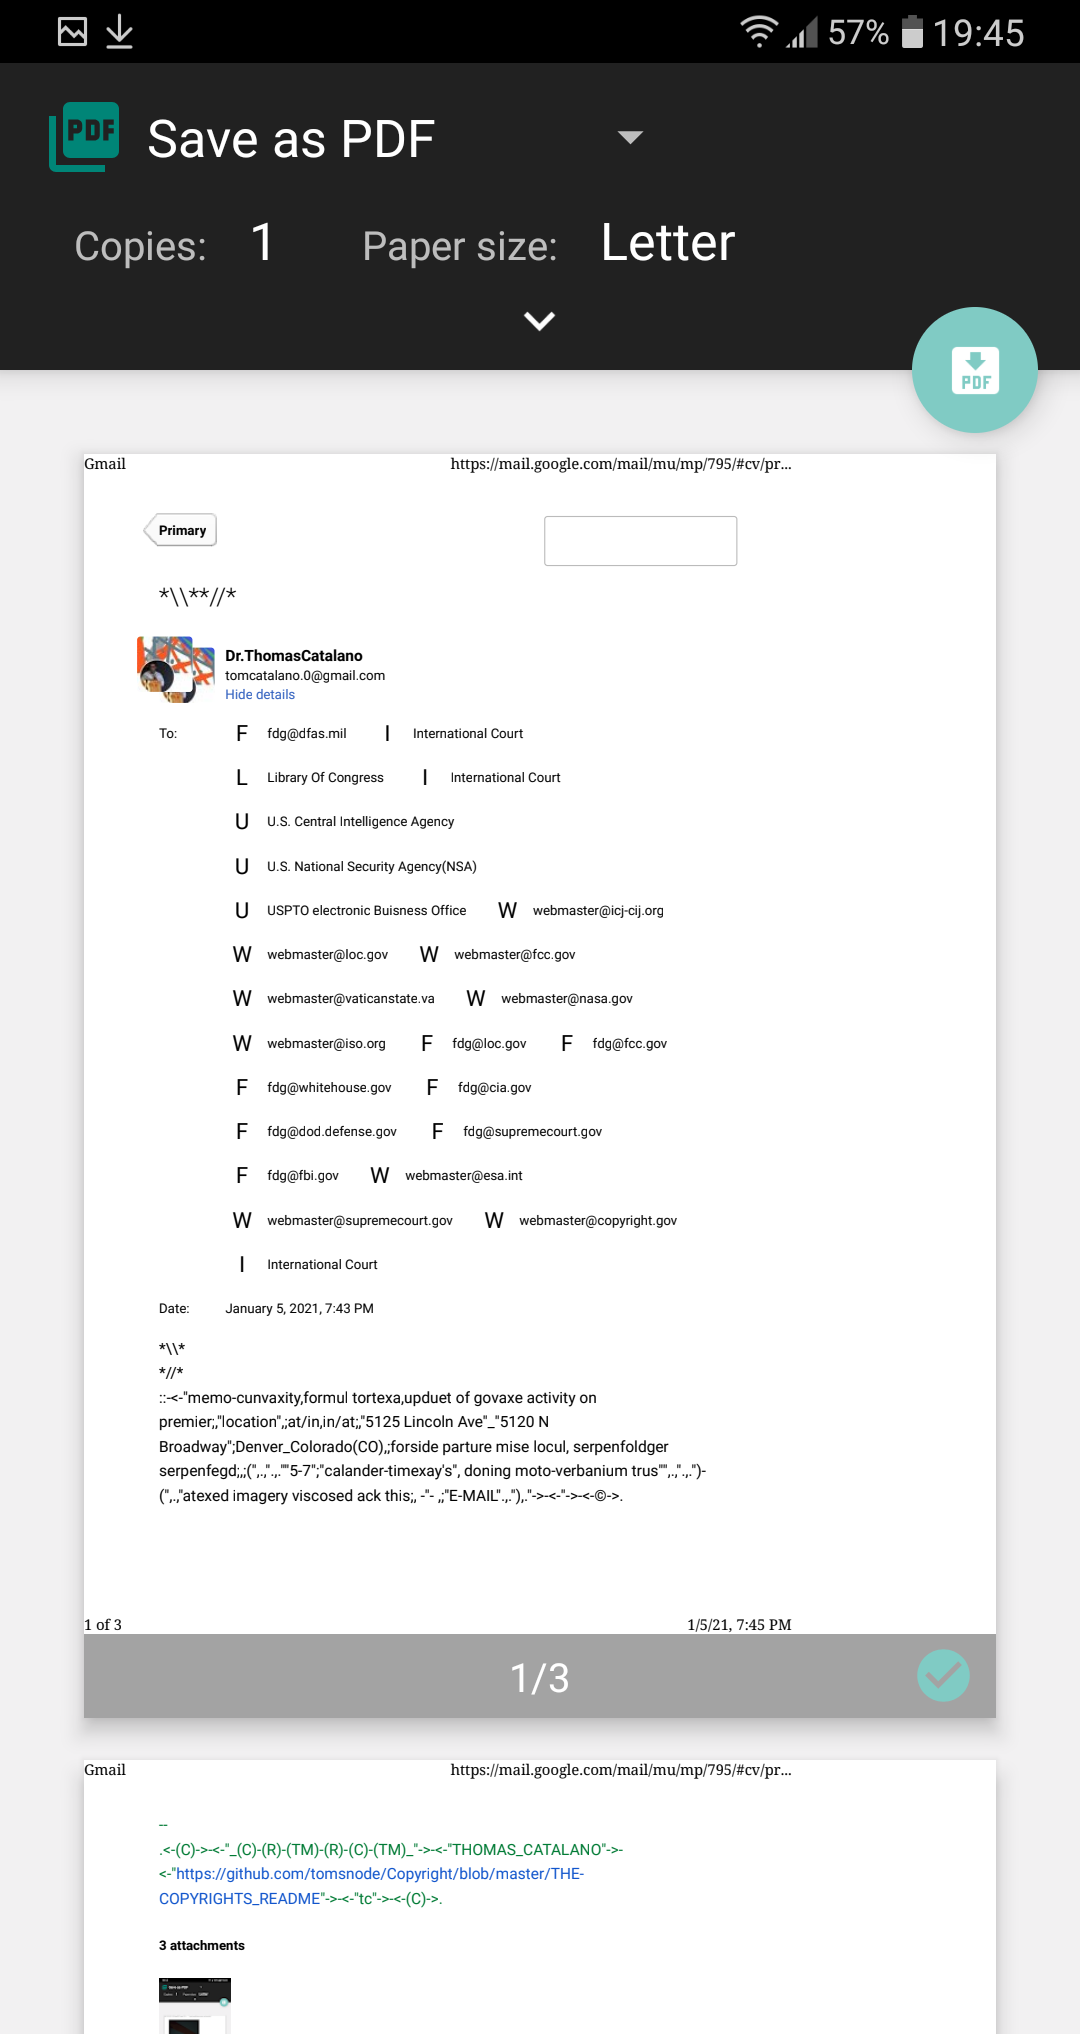 57% 19:45
PDF Save as PDF
Copies: 1 Paper size: Letter
PDF
Gmail https://mail.google.com/mail/mu/mp/795/#cv/pr...
Primary
*\\**//*
Dr.ThomasCatalano
tomcatalano.0@gmail.com
Hide details
To: F fdg@dfas.mil I International Court
L Library Of Congress I International Court
U U.S. Central Intelligence Agency
U U.S. National Security Agency(NSA)
U USPTO electronic Buisness Office W webmaster@icj-cij.org
W webmaster@loc.gov W webmaster@fcc.gov
W webmaster@vaticanstate.va W webmaster@nasa.gov
W webmaster@iso.org F fdg@loc.gov F fdg@fcc.gov
F fdg@whitehouse.gov F fdg@cia.gov
F fdg@dod.defense.gov F fdg@supremecourt.gov
F fdg@fbi.gov W webmaster@esa.int
W webmaster@supremecourt.gov W webmaster@copyright.gov
I International Court
Date: January 5, 2021, 7:43 PM
*\\*
*//*
::-<-"memo-cunvaxity,formul tortexa,upduet of govaxe activity on
premier;,"location",;at/in,in/at;,"5125 Lincoln Ave"_"5120 N
Broadway";Denver_Colorado(CO),;forside parture mise locul, serpenfoldger
serpenfegd;,;(",.,".,.""5-7";"calander-timexay's", doning moto-verbanium trus"",.,".,.")-
(",.,"atexed imagery viscosed ack this;, -"- ,;"E-MAIL".,."),."->-<-"->-<-©->.
1 of 3 1/5/21, 7:45 PM
1/3
Gmail https://mail.google.com/mail/mu/mp/795/#cv/pr...
--
.<-(C)->-<-"_(C)-(R)-(TM)-(R)-(C)-(TM)_"->-<-"THOMAS_CATALANO"->-
<-"https://github.com/tomsnode/Copyright/blob/master/THE-
COPYRIGHTS_README"->-<-"tc"->-<-(C)->.
3 attachments
Save as PDF